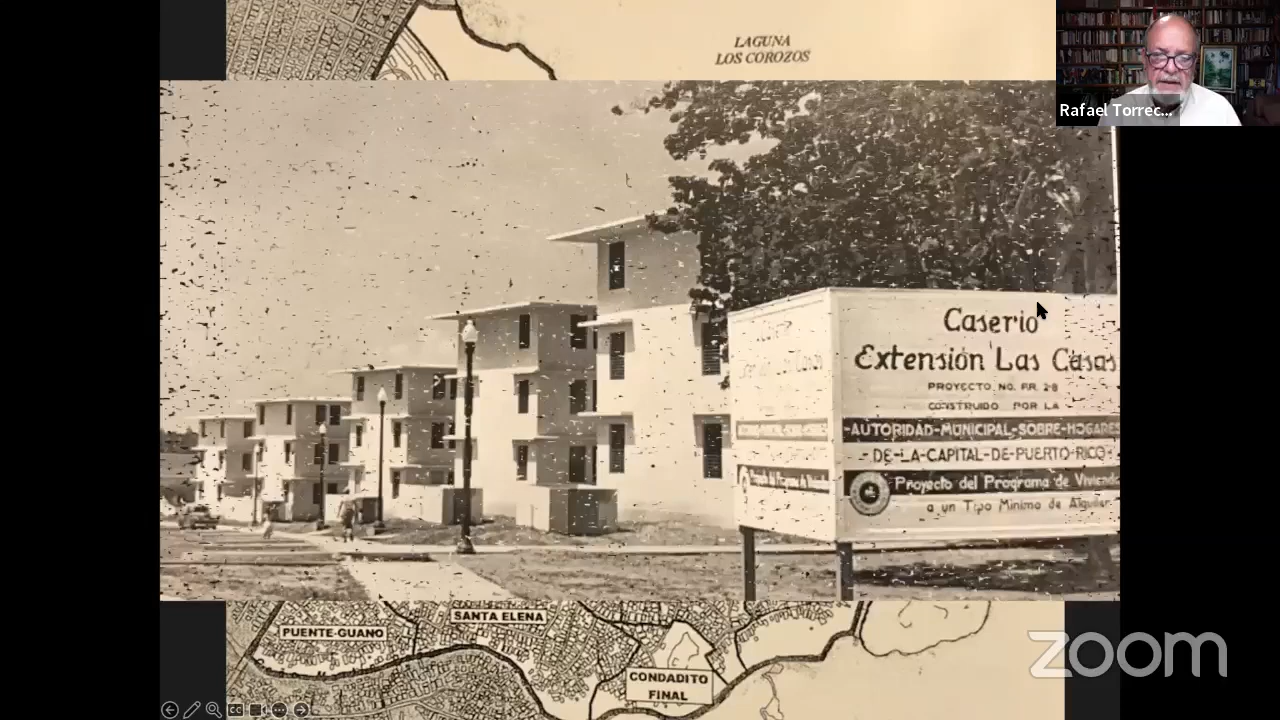 LAGUNA
LOS COROZOS
Rafael Torrec...
Caserio
Extensión Las Casas
PROYECTO NO. P.R. 2-8
CONSTRUIDO POR LA
-AUTORIDAD-MUNICIPAL-SOBRE-HOGARES
-DE-LA-CAPITAL-DE-PUERTO-RICO-
Proyecto del Programa de Vivienda
a un Tipo Minimo de Alquiler
PUENTE-GUANO
SANTA ELENA
CONDADITO
FINAL
zoom